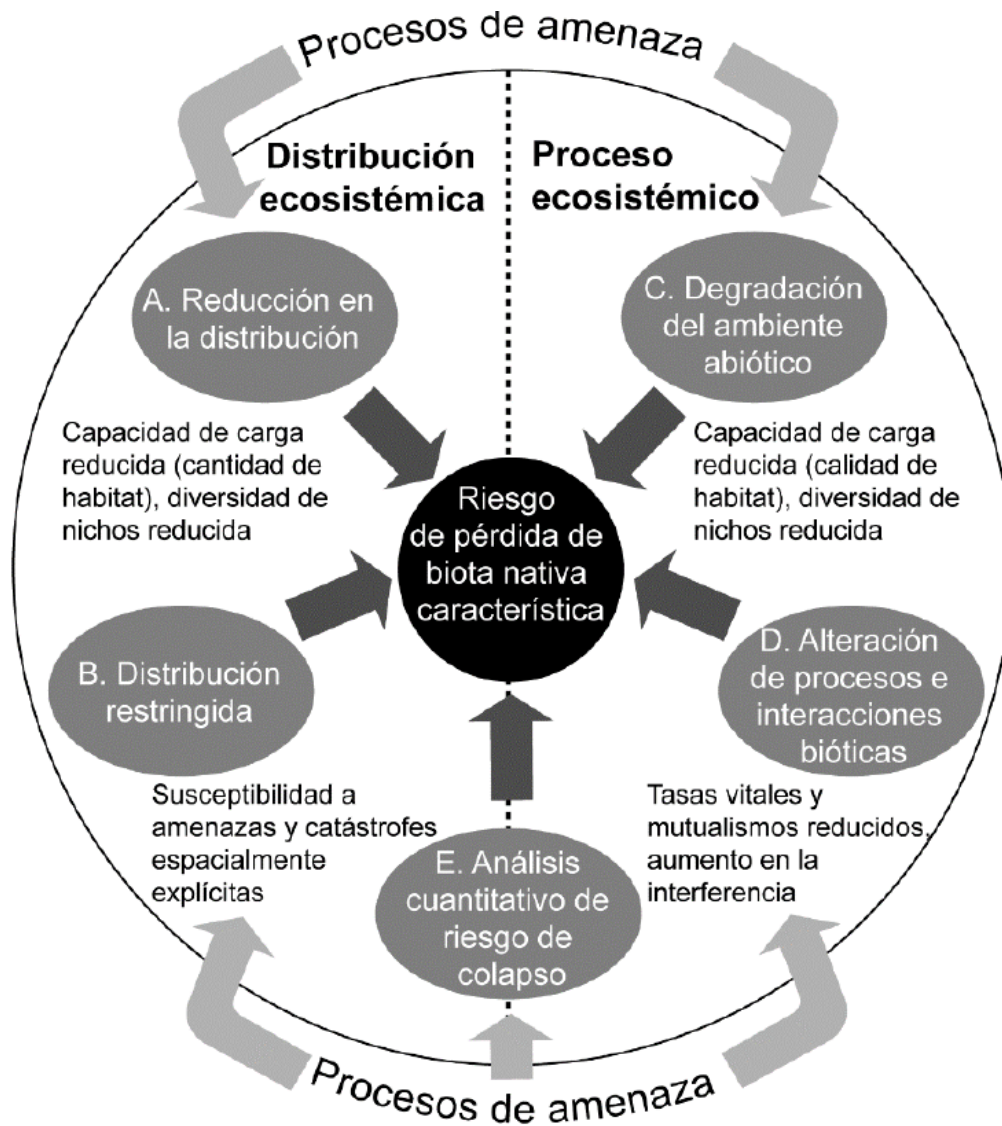 Procesos de amenaza
Distribución
ecosistémica
Proceso
ecosistémico
A. Reducción en
la distribución
C. Degradación
del ambiente
abiótico
Capacidad de carga
reducida (cantidad de
habitat), diversidad de
nichos reducida
Capacidad de carga
reducida (calidad de
habitat), diversidad de
nichos reducida
Riesgo
de pérdida de
biota nativa
característica
B. Distribución
restringida
D. Alteración
de procesos e
interacciones
bióticas
Susceptibilidad a
amenazas y catástrofes
espacialmente
explícitas
Tasas vitales y
mutualismos reducidos,
aumento en la
interferencia
E. Análisis
cuantitativo de
riesgo de
colapso
Procesos de amenaza